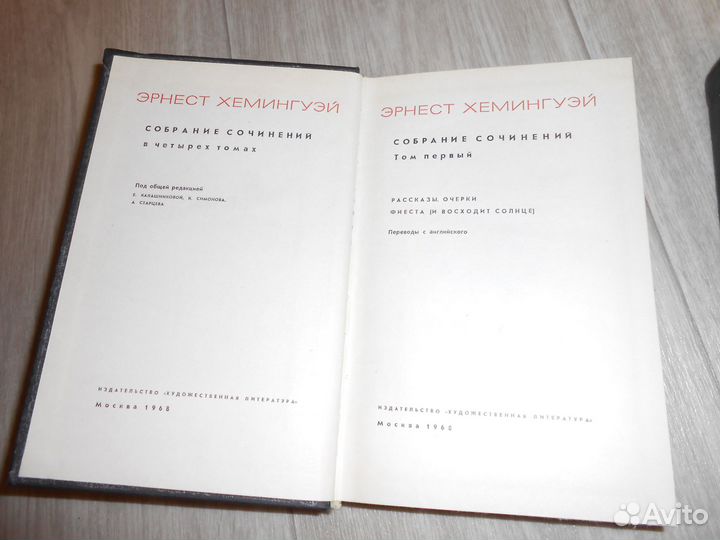 ЭРНЕСТ ХЕМИНГУЭЙ
СОБРАНИЕ СОЧИНЕНИЙ
в четырех томах
Под общей редакцией
Е. КАЛАШНИКОВОЙ, К. СИМОНОВА,
А. СТАРЦЕВА
ИЗДАТЕЛЬСТВО «ХУДОЖЕСТВЕННАЯ ЛИТЕРАТУРА»
Москва 1968
ЭРНЕСТ ХЕМИНГУЭЙ
СОБРАНИЕ СОЧИНЕНИЙ
Том первый
РАССКАЗЫ. ОЧЕРКИ
ФИЕСТА (И ВОСХОДИТ СОЛНЦЕ)
Переводы с английского
ИЗДАТЕЛЬСТВО «ХУДОЖЕСТВЕННАЯ ЛИТЕРАТУРА»
Москва 1968
Avito